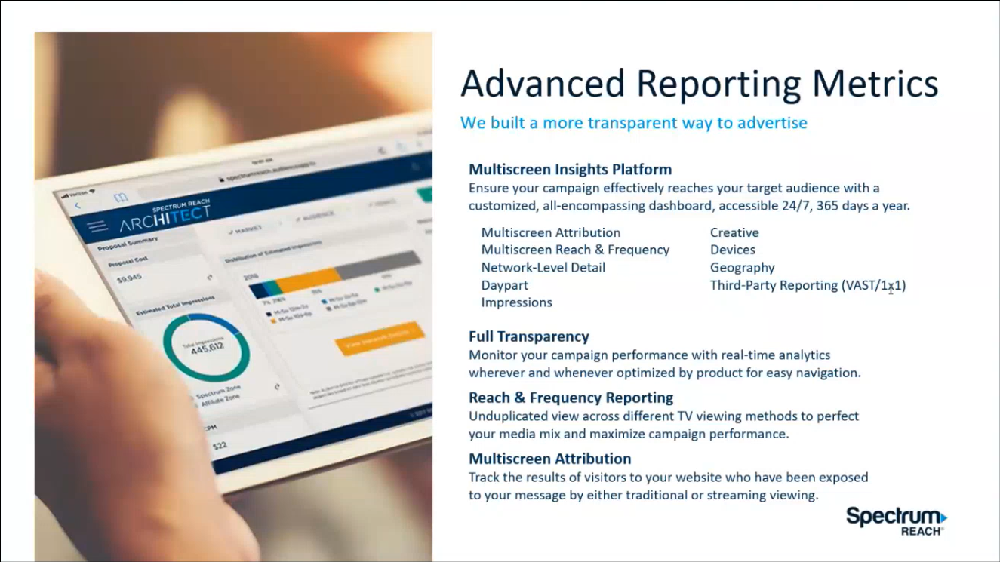 Advanced Reporting Metrics
We built a more transparent way to advertise
Multiscreen Insights Platform
Ensure your campaign effectively reaches your target audience with a
customized, all-encompassing dashboard, accessible 24/7, 365 days a year.
Multiscreen Attribution
Multiscreen Reach & Frequency
Network-Level Detail
Daypart
Impressions
Creative
Devices
Geography
Third-Party Reporting (VAST/1x1)
Full Transparency
Monitor your campaign performance with real-time analytics
wherever and whenever optimized by product for easy navigation.
Reach & Frequency Reporting
Unduplicated view across different TV viewing methods to perfect
your media mix and maximize campaign performance.
Multiscreen Attribution
Track the results of visitors to your website who have been exposed
to your message by either traditional or streaming viewing.
Spectrum
REACH
SPECTRUM REACH
ARCHITECT
Proposal Summary
Proposal Cost
$9,945
Estimated Total Impressions
Total Impressions
445,612
Spectrum Zone
Affiliate Zone
CPM
$22
MARKET
AUDIENCE
Distribution of Estimated Impressions
2018
View Network Details